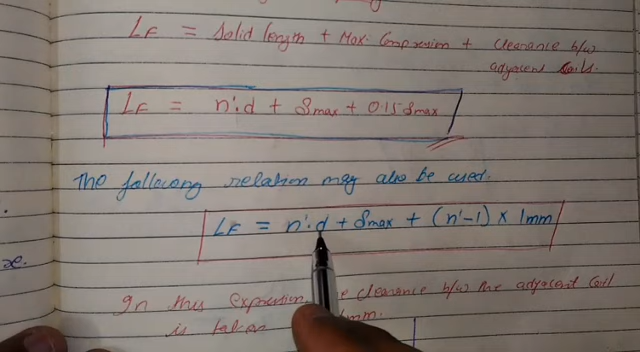 LF = Solid length + Max. Compression + clearance b/w
adjacent coils.
LF = n'.d + δmax + 0.15 δmax
The following relation may also be used.
LF = n'.d + δmax + (n'-1) × 1mm
In this expression clearance b/w the adjacent coil
is taken mm.